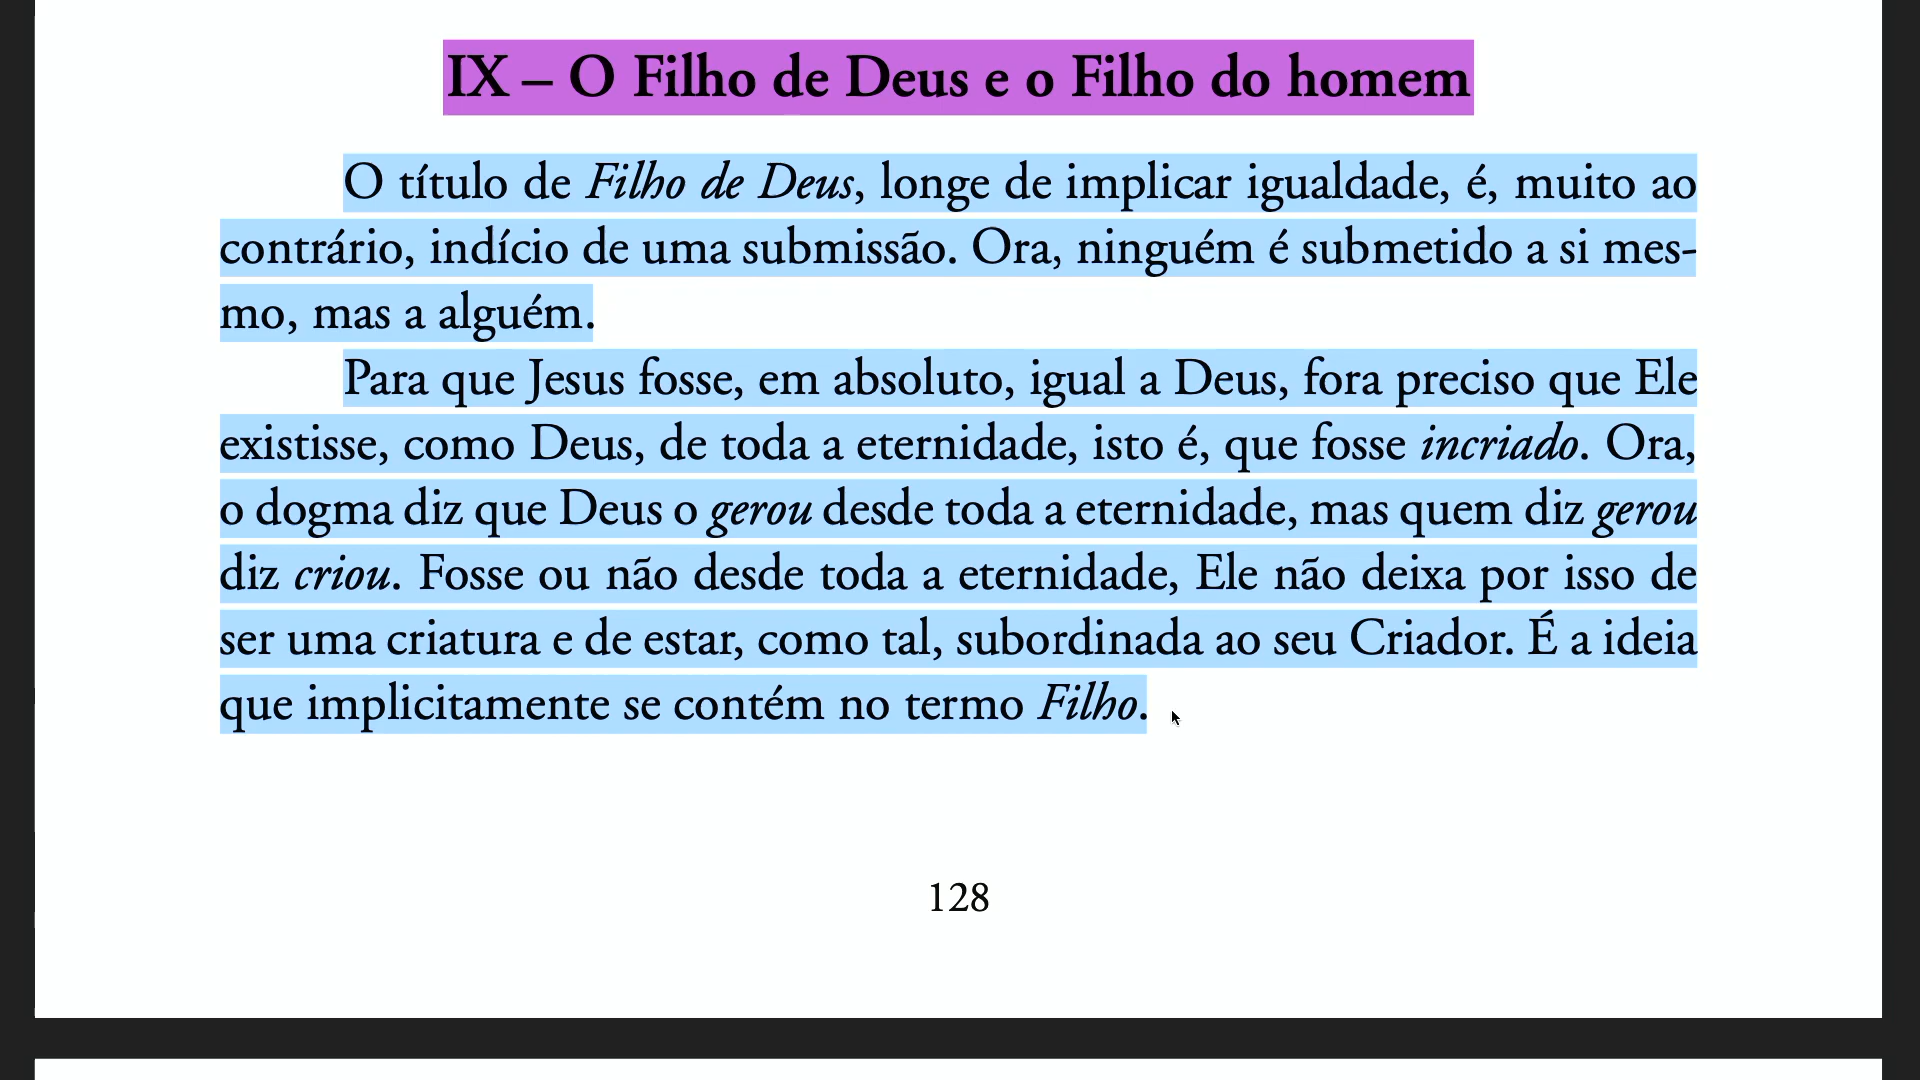 IX – O Filho de Deus e o Filho do homem
O título de Filho de Deus, longe de implicar igualdade, é, muito ao
contrário, indício de uma submissão. Ora, ninguém é submetido a si mes-
mo, mas a alguém.
Para que Jesus fosse, em absoluto, igual a Deus, fora preciso que Ele
existisse, como Deus, de toda a eternidade, isto é, que fosse incriado. Ora,
o dogma diz que Deus o gerou desde toda a eternidade, mas quem diz gerou
diz criou. Fosse ou não desde toda a eternidade, Ele não deixa por isso de
ser uma criatura e de estar, como tal, subordinada ao seu Criador. É a ideia
que implicitamente se contém no termo Filho.
128